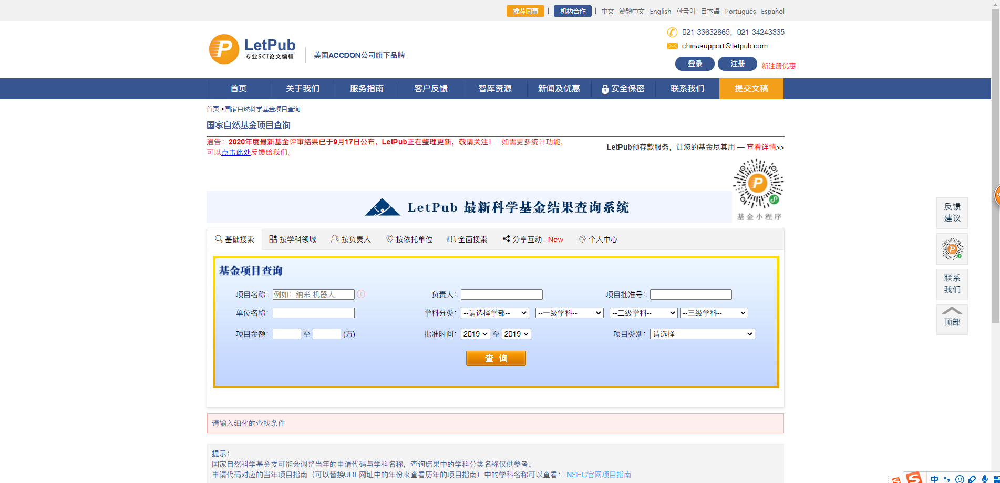 推荐同事 | 机构合作 | 中文 繁體中文 English 한국어 日本語 Português Español
LetPub
专业SCI论文编辑
美国ACCDON公司旗下品牌
021-33632865，021-34243335
chinasupport@letpub.com
登录 注册 新注册优惠
首页 关于我们 服务指南 客户反馈 智库资源 新闻及优惠 安全保密 联系我们 提交文稿
首页 >国家自然科学基金项目查询
国家自然基金项目查询
通告：2020年度最新基金评审结果已于9月17日公布，LetPub正在整理更新，敬请关注！ 如需更多统计功能，
可以点击此处反馈给我们。
LetPub预存款服务，让您的基金尽其用 — 查看详情>>
P
基金小程序
LetPub 最新科学基金结果查询系统
基础搜索 按学科领域 按负责人 按依托单位 全面搜索 分享互动 - New 个人中心
基金项目查询
项目名称： 例如：纳米 机器人 负责人： 项目批准号：
单位名称： 学科分类： --请选择学部-- --一级学科-- --二级学科-- --三级学科--
项目金额： 至 (万) 批准时间： 2019 至 2019 项目类别： 请选择
查 询
请输入细化的查找条件
提示：
国家自然科学基金委可能会调整当年的申请代码与学科名称，查询结果中的学科分类名称仅供参考。
申请代码对应的当年项目指南（可以替换URL网址中的年份来查看历年的项目指南）中的学科名称可以查看： NSFC官网项目指南
反馈
建议
P
联系
我们
顶部
9
中